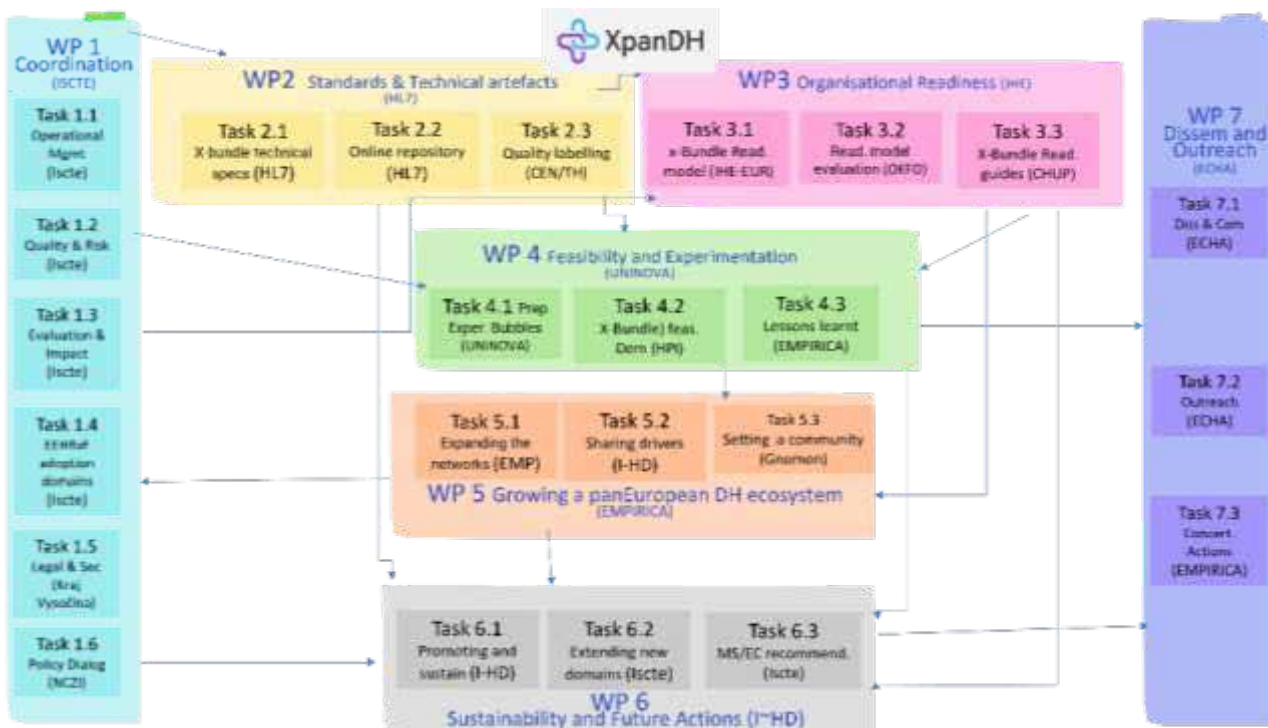 XpanDH
WP 1
Coordination
(ISCTE)
Task 1.1
Operational
Mgmt
(Iscte)
Task 1.2
Quality & Risk
(Iscte)
Task 1.3
Evaluation &
Impact
(Iscte)
Task 1.4
adoption
domains
(Iscte)
Task 1.5
Legal & Sec
(Kraj
Vysočina)
Task 1.6
Policy Dialog
(NCZI)
WP2 Standards & Technical artefacts
(HL7)
Task 2.1
X-bundle technical
specs (HL7)
Task 2.2
Online repository
(HL7)
Task 2.3
Quality labelling
(CEN/TH)
WP3 Organisational Readiness (IHE)
Task 3.1
x-Bundle Read.
model (IHE-EUR)
Task 3.2
Read. model
evaluation
Task 3.3
X-Bundle Read.
guides (CHUP)
WP 4 Feasibility and Experimentation
(UNINOVA)
Task 4.1 Prep
Exper. Bubbles
(UNINOVA)
Task 4.2
X-Bundle) feas.
Dem (HPI)
Task 4.3
Lessons learnt
(EMPIRICA)
Task 5.1
Expanding the
networks (EMP)
Task 5.2
Sharing drivers
(I-HD)
Task 5.3
Setting a community
(Gnomon)
WP 5 Growing a panEuropean DH ecosystem
(EMPIRICA)
Task 6.1
Promoting and
sustain (I-HD)
Task 6.2
Extending new
domains (Iscte)
Task 6.3
MS/EC recommend.
(Iscte)
WP 6
Sustainability and Future Actions (I~HD)
WP 7
Dissem and
Outreach
(ECHA)
Task 7.1
Diss & Com
(ECHA)
Task 7.2
Outreach
(ECHA)
Task 7.3
Concert.
Actions
(EMPIRICA)